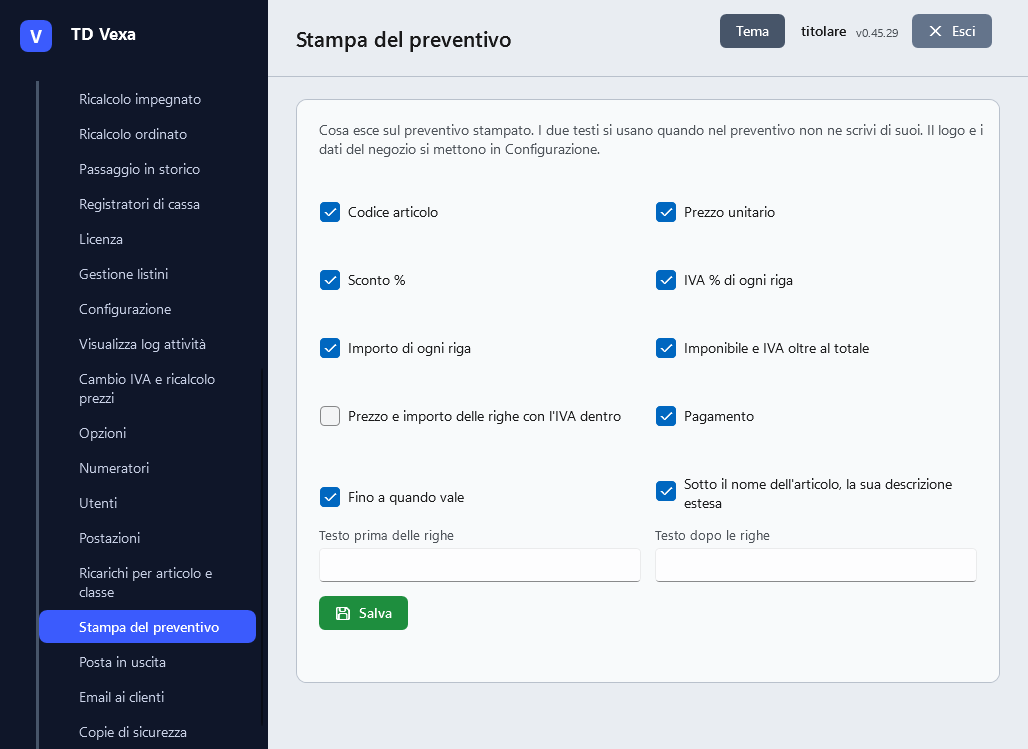 V
TD Vexa
Ricalcolo impegnato
Ricalcolo ordinato
Passaggio in storico
Registratori di cassa
Licenza
Gestione listini
Configurazione
Visualizza log attività
Cambio IVA e ricalcolo
prezzi
Opzioni
Numeratori
Utenti
Postazioni
Ricarichi per articolo e
classe
Stampa del preventivo
Posta in uscita
Email ai clienti
Copie di sicurezza
Stampa del preventivo
Tema
titolare v0.45.29
Esci
Cosa esce sul preventivo stampato. I due testi si usano quando nel preventivo non ne scrivi di suoi. Il logo e i
dati del negozio si mettono in Configurazione.
Codice articolo
Prezzo unitario
Sconto %
IVA % di ogni riga
Importo di ogni riga
Imponibile e IVA oltre al totale
Prezzo e importo delle righe con l'IVA dentro
Pagamento
Fino a quando vale
Sotto il nome dell'articolo, la sua descrizione
estesa
Testo prima delle righe
Testo dopo le righe
Salva